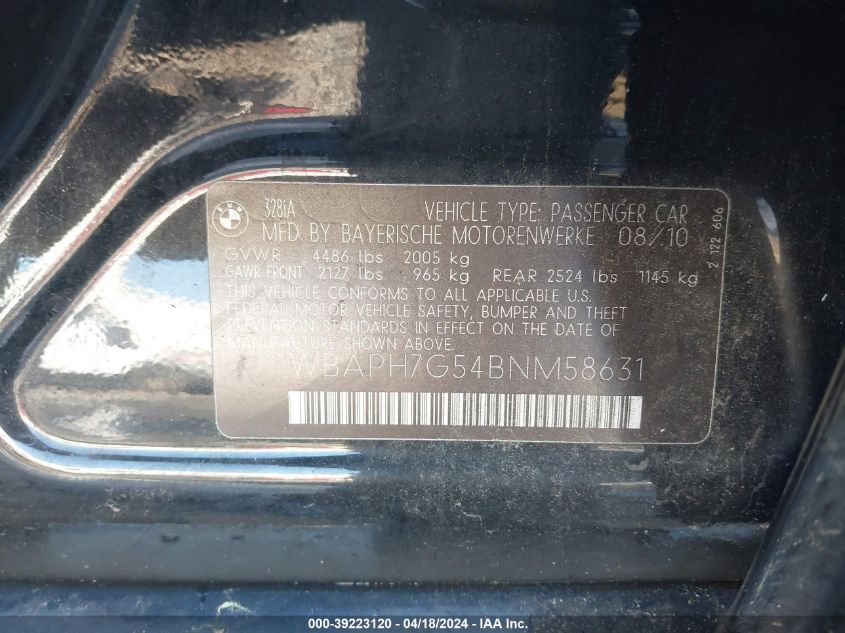 BMW
328iA VEHICLE TYPE: PASSENGER CAR
MFD BY BAYERISCHE MOTORENWERKE 08/10
GVWR 4486 lbs 2005 kg
GAWR FRONT 2127 lbs 965 kg REAR 2524 lbs 1145 kg
THIS VEHICLE CONFORMS TO ALL APPLICABLE U.S.
FEDERAL MOTOR VEHICLE SAFETY, BUMPER AND THEFT
PREVENTION STANDARDS IN EFFECT ON THE DATE OF
MANUFACTURE SHOWN ABOVE.
WBAPH7G54BNM58631
2 122 606
000-39223120 - 04/18/2024 - IAA Inc.